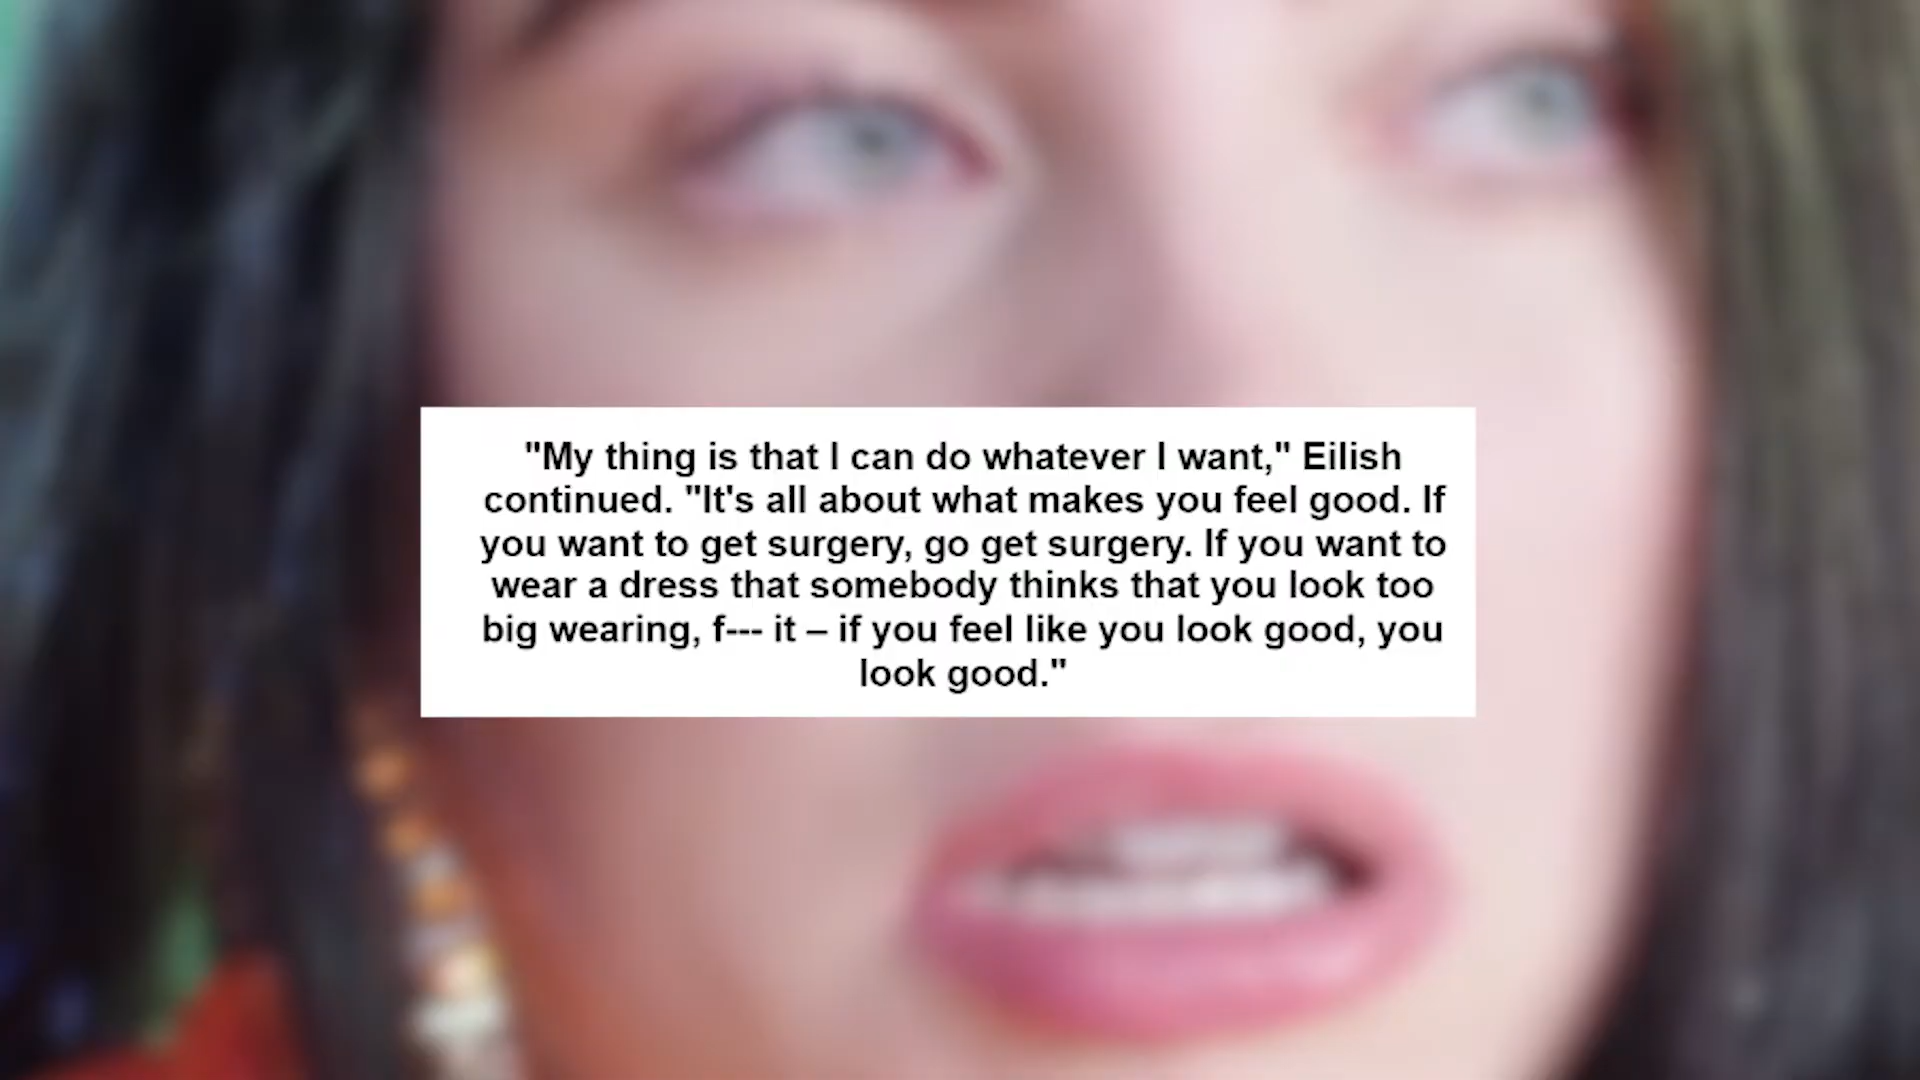 "My thing is that I can do whatever I want," Eilish
continued. "It's all about what makes you feel good. If
you want to get surgery, go get surgery. If you want to
wear a dress that somebody thinks that you look too
big wearing, f--- it – if you feel like you look good, you
look good."